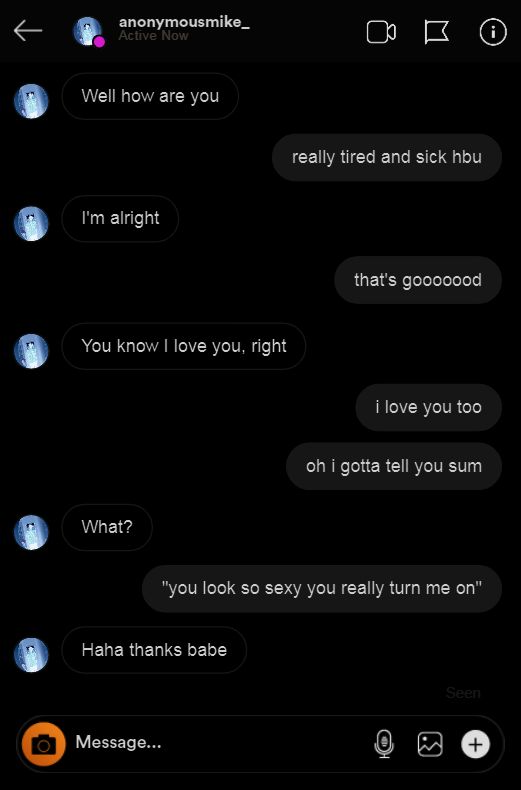 anonymousmike_
Active Now
Well how are you
really tired and sick hbu
I'm alright
that's gooooood
You know I love you, right
i love you too
oh i gotta tell you sum
What?
"you look so sexy you really turn me on"
Haha thanks babe
Seen
Message...